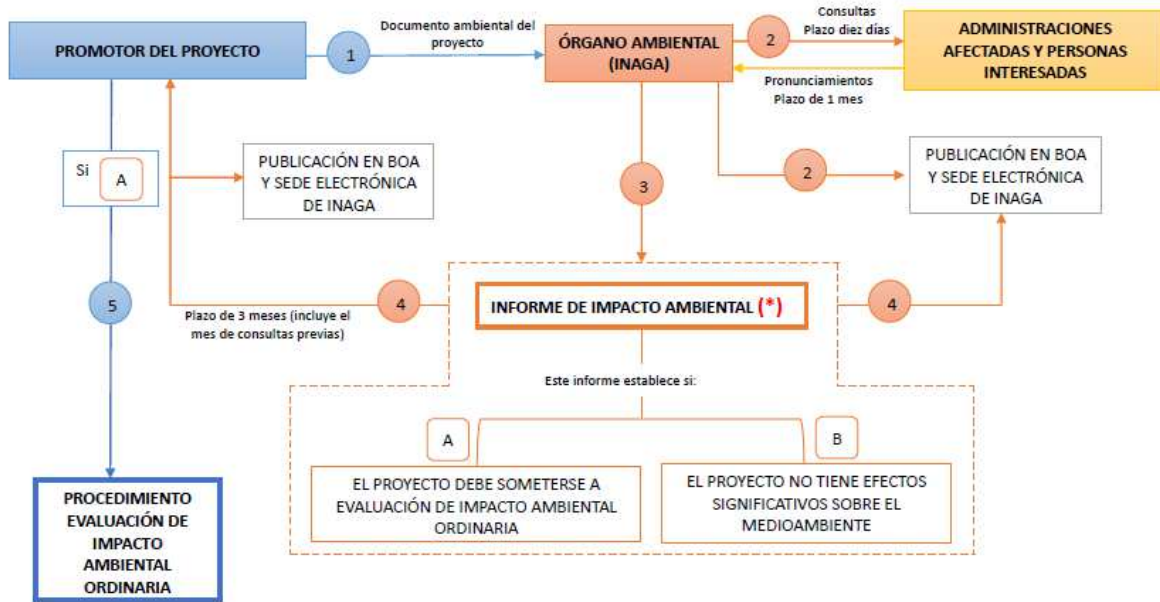 PROMOTOR DEL PROYECTO
1
Documento ambiental del
proyecto
ÓRGANO AMBIENTAL
(INAGA)
2
Consultas
Plazo diez días
Pronunciamientos
Plazo de 1 mes
ADMINISTRACIONES
AFECTADAS Y PERSONAS
INTERESADAS
Si
A
PUBLICACIÓN EN BOA
Y SEDE ELECTRÓNICA
DE INAGA
3
2
PUBLICACIÓN EN BOA
Y SEDE ELECTRÓNICA
DE INAGA
5
4
Plazo de 3 meses (incluye el
mes de consultas previas)
INFORME DE IMPACTO AMBIENTAL (*)
4
Este informe establece si:
A
B
EL PROYECTO DEBE SOMETERSE A
EVALUACIÓN DE IMPACTO AMBIENTAL
ORDINARIA
EL PROYECTO NO TIENE EFECTOS
SIGNIFICATIVOS SOBRE EL
MEDIOAMBIENTE
PROCEDIMIENTO
EVALUACIÓN DE
IMPACTO
AMBIENTAL
ORDINARIA